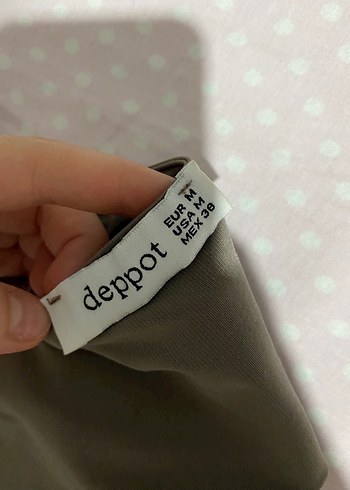 deppot
EUR M
USA M
MEX 38